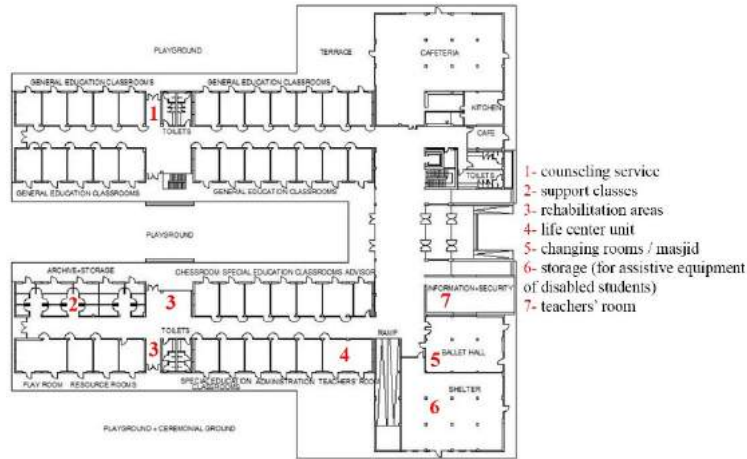 PLAYGROUND
TERRACE
CAFETERIA
GENERAL EDUCATION CLASSROOMS
GENERAL EDUCATION CLASSROOMS
KITCHEN
1
TOILETS
CAFE
TOILETS
GENERAL EDUCATION CLASSROOMS
GENERAL EDUCATION CLASSROOMS
PLAYGROUND
ARCHIVE+STORAGE
CHESSROOM SPECIAL EDUCATION CLASSROOMS ADVISOR
INFORMATION+SECURITY
2
3
7
TOILETS
RAMP
3
4
5
BALLET HALL
PLAY ROOM
RESOURCE ROOMS
SPECIAL EDUCATION CLASSROOMS
ADMINISTRATION
TEACHERS' ROOM
SHELTER
6
PLAYGROUND + CEREMONIAL GROUND
1- counseling service
2- support classes
3- rehabilitation areas
4- life center unit
5- changing rooms / masjid
6- storage (for assistive equipment
of disabled students)
7- teachers' room